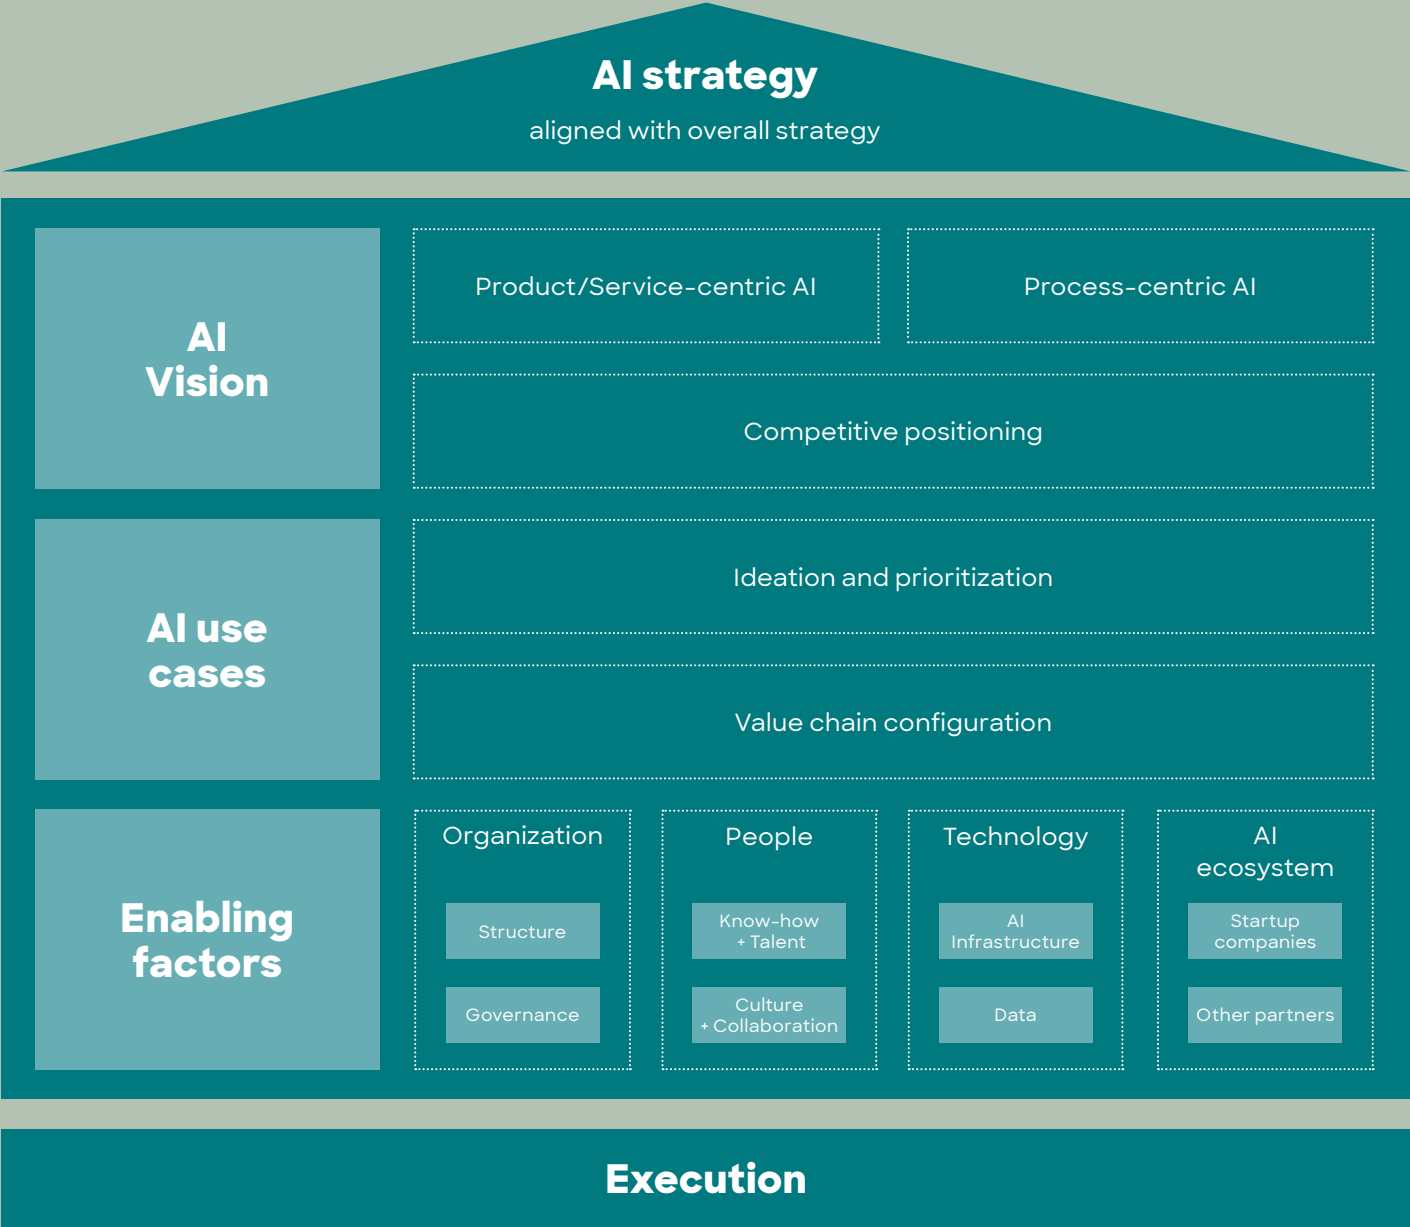 AI strategy
aligned with overall strategy
AI
Vision
Product/Service-centric AI
Process-centric AI
Competitive positioning
AI use
cases
Ideation and prioritization
Value chain configuration
Enabling
factors
Organization
Structure
Governance
People
Know-how
+ Talent
Culture
+ Collaboration
Technology
AI
Infrastructure
Data
AI
ecosystem
Startup
companies
Other partners
Execution